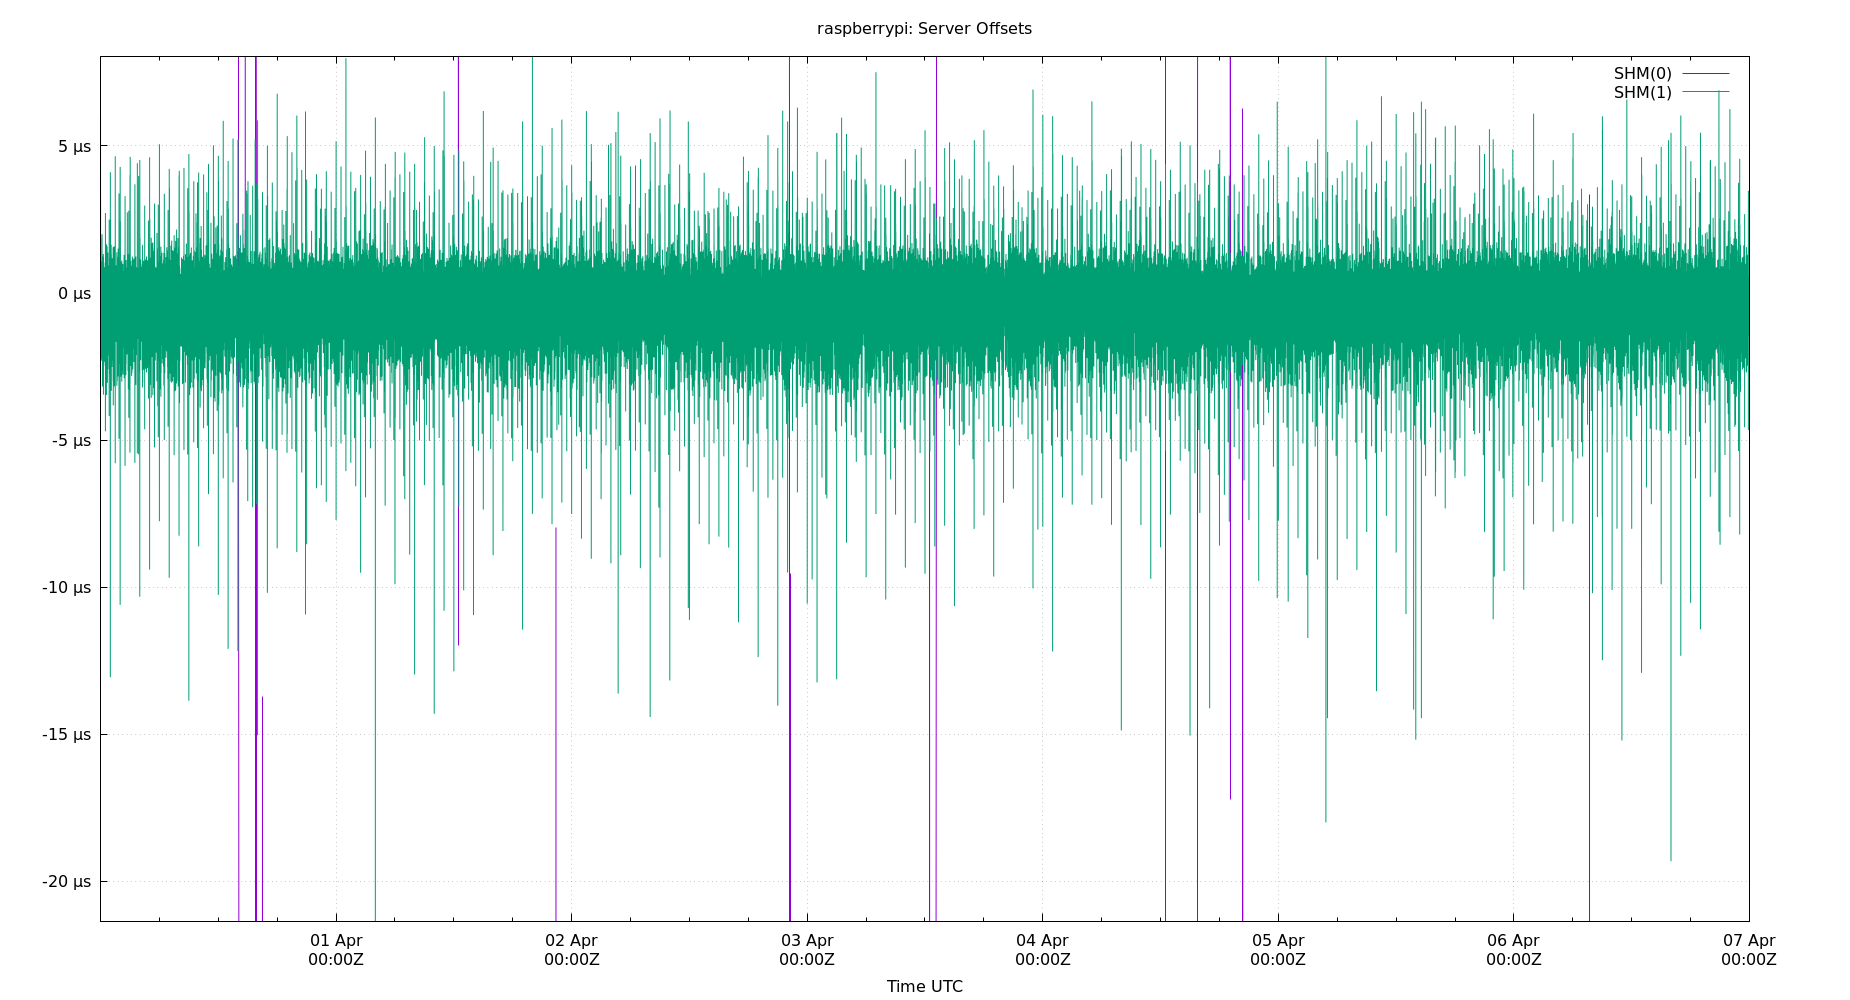 raspberrypi: Server Offsets
SHM(0)
SHM(1)
5 µs
0 µs
-5 µs
-10 µs
-15 µs
-20 µs
01 Apr 02 Apr 03 Apr 04 Apr 05 Apr 06 Apr 07 Apr
00:00Z 00:00Z 00:00Z 00:00Z 00:00Z 00:00Z 00:00Z
Time UTC